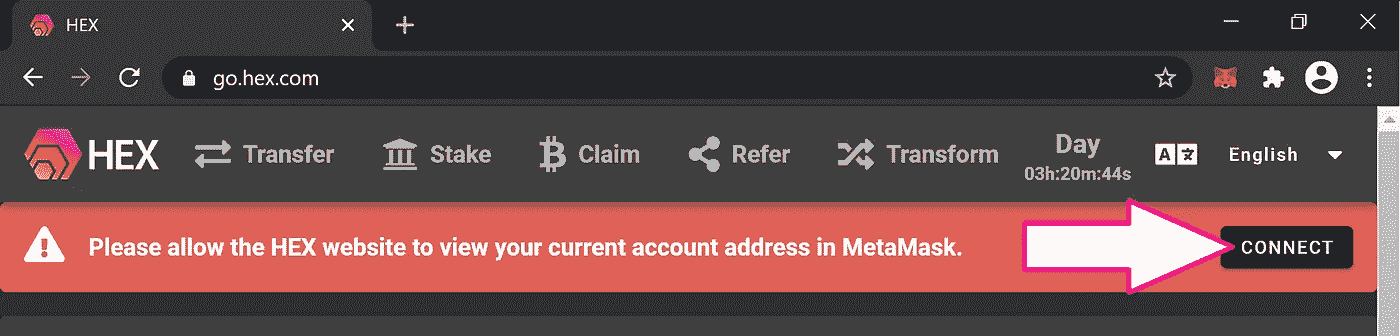 HEX
go.hex.com
HEX Transfer Stake Claim Refer Transform Day English
03h:20m:44s
Please allow the HEX website to view your current account address in MetaMask. CONNECT